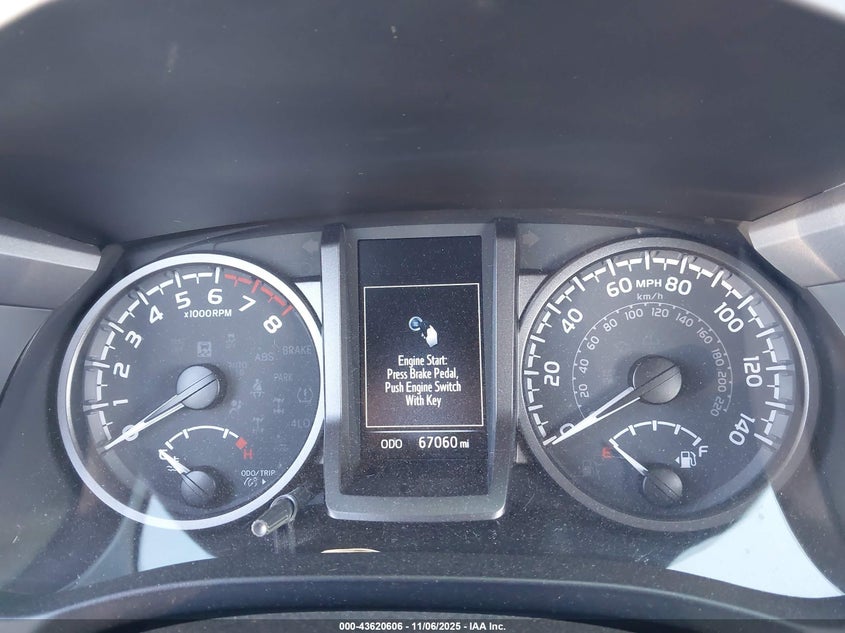 0 1 2 3 4 5 6 7 8
x1000RPM
ABS
BRAKE
PARK
4LO
H
ODO/TRIP
Engine Start:
Press Brake Pedal,
Push Engine Switch
With Key
ODO 67060 mi
0 20 40 60 MPH 80 100 120 140
km/h
20 40 60 80 100 120 140 160 180 200 220
E F
000-43620606 | 11/06/2025 - IAA Inc.